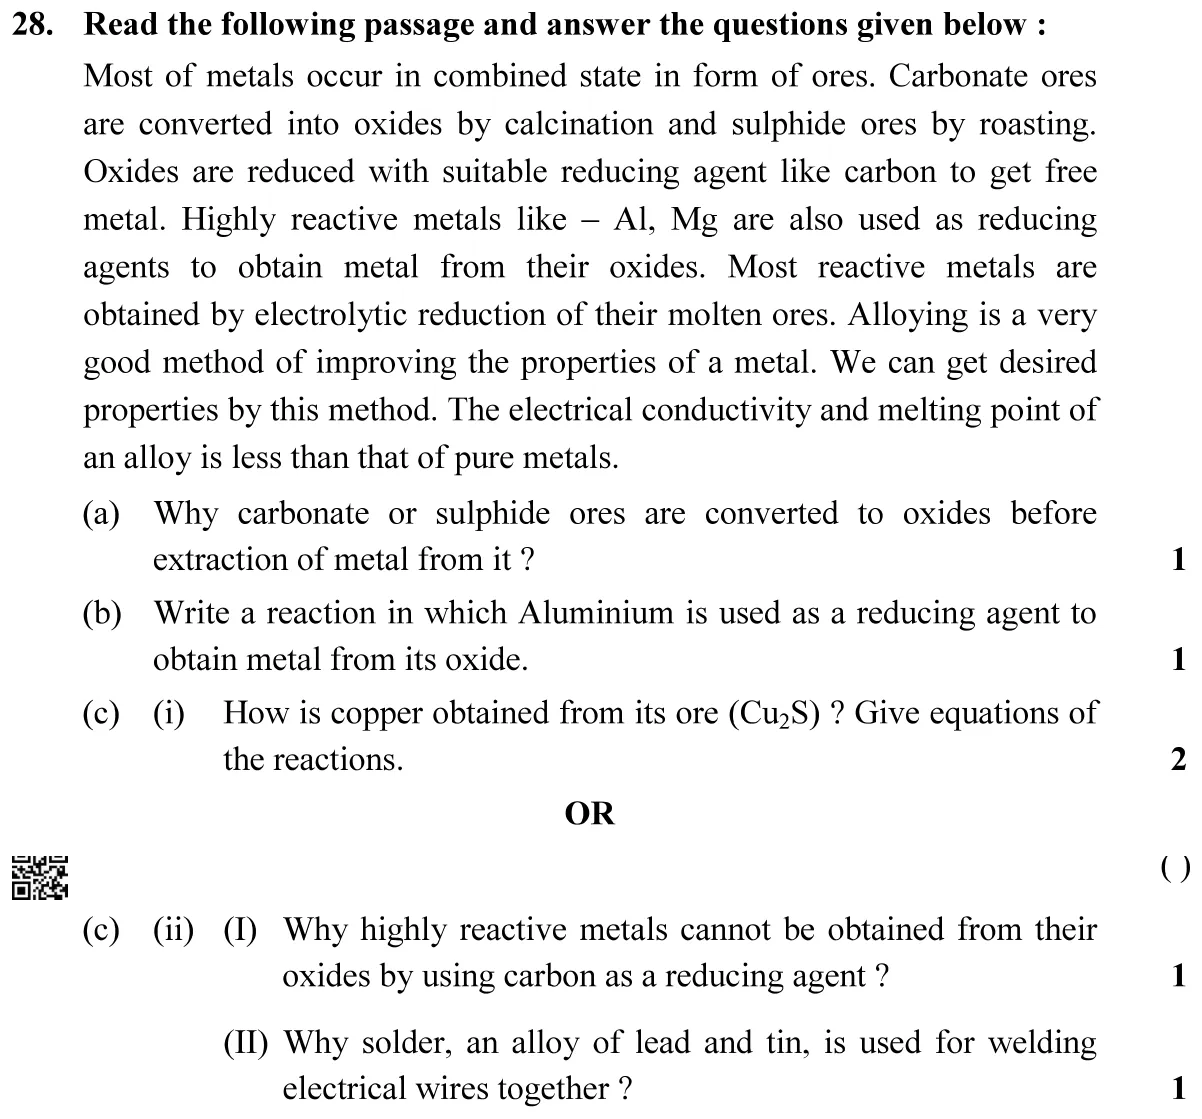 28. Read the following passage and answer the questions given below :
Most of metals occur in combined state in form of ores. Carbonate ores
are converted into oxides by calcination and sulphide ores by roasting.
Oxides are reduced with suitable reducing agent like carbon to get free
metal. Highly reactive metals like – Al, Mg are also used as reducing
agents to obtain metal from their oxides. Most reactive metals are
obtained by electrolytic reduction of their molten ores. Alloying is a very
good method of improving the properties of a metal. We can get desired
properties by this method. The electrical conductivity and melting point of
an alloy is less than that of pure metals.
(a) Why carbonate or sulphide ores are converted to oxides before
extraction of metal from it ? 1
(b) Write a reaction in which Aluminium is used as a reducing agent to
obtain metal from its oxide. 1
(c) (i) How is copper obtained from its ore (Cu₂S) ? Give equations of
the reactions. 2
OR
( )
(c) (ii) (I) Why highly reactive metals cannot be obtained from their
oxides by using carbon as a reducing agent ? 1
(II) Why solder, an alloy of lead and tin, is used for welding
electrical wires together ? 1